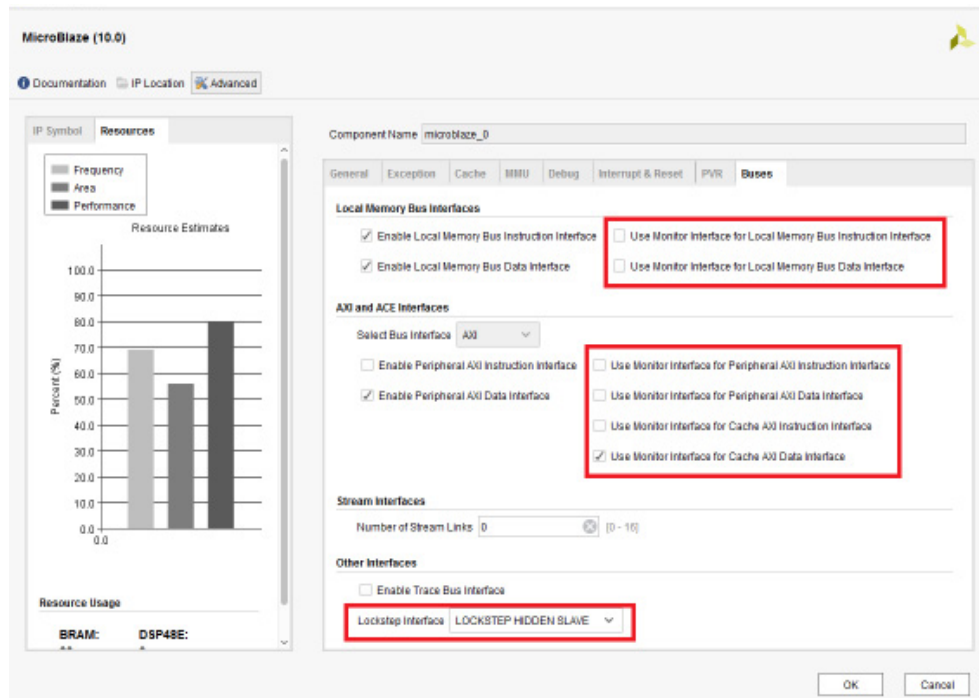 MicroBlaze (10.0)
Documentation IP Location Advanced
IP Symbol Resources
Frequency
Area
Performance
Resource Estimates
100.0
90.0
80.0
70.0
60.0
50.0
40.0
30.0
20.0
10.0
0.0
0.0
Percent (%)
Resource Usage
BRAM: DSP48E:
Component Name microblaze_0
General Exception Cache MMU Debug Interrupt & Reset PVR Buses
Local Memory Bus Interfaces
Enable Local Memory Bus Instruction Interface Use Monitor Interface for Local Memory Bus Instruction Interface
Enable Local Memory Bus Data Interface Use Monitor Interface for Local Memory Bus Data Interface
AXI and ACE Interfaces
Select Bus Interface AXI
Enable Peripheral AXI Instruction Interface Use Monitor Interface for Peripheral AXI Instruction Interface
Enable Peripheral AXI Data Interface Use Monitor Interface for Peripheral AXI Data Interface
Use Monitor Interface for Cache AXI Instruction Interface
Use Monitor Interface for Cache AXI Data Interface
Stream Interfaces
Number of Stream Links 0 [0 - 16]
Other Interfaces
Enable Trace Bus Interface
Lockstep Interface LOCKSTEP HIDDEN SLAVE
OK Cancel